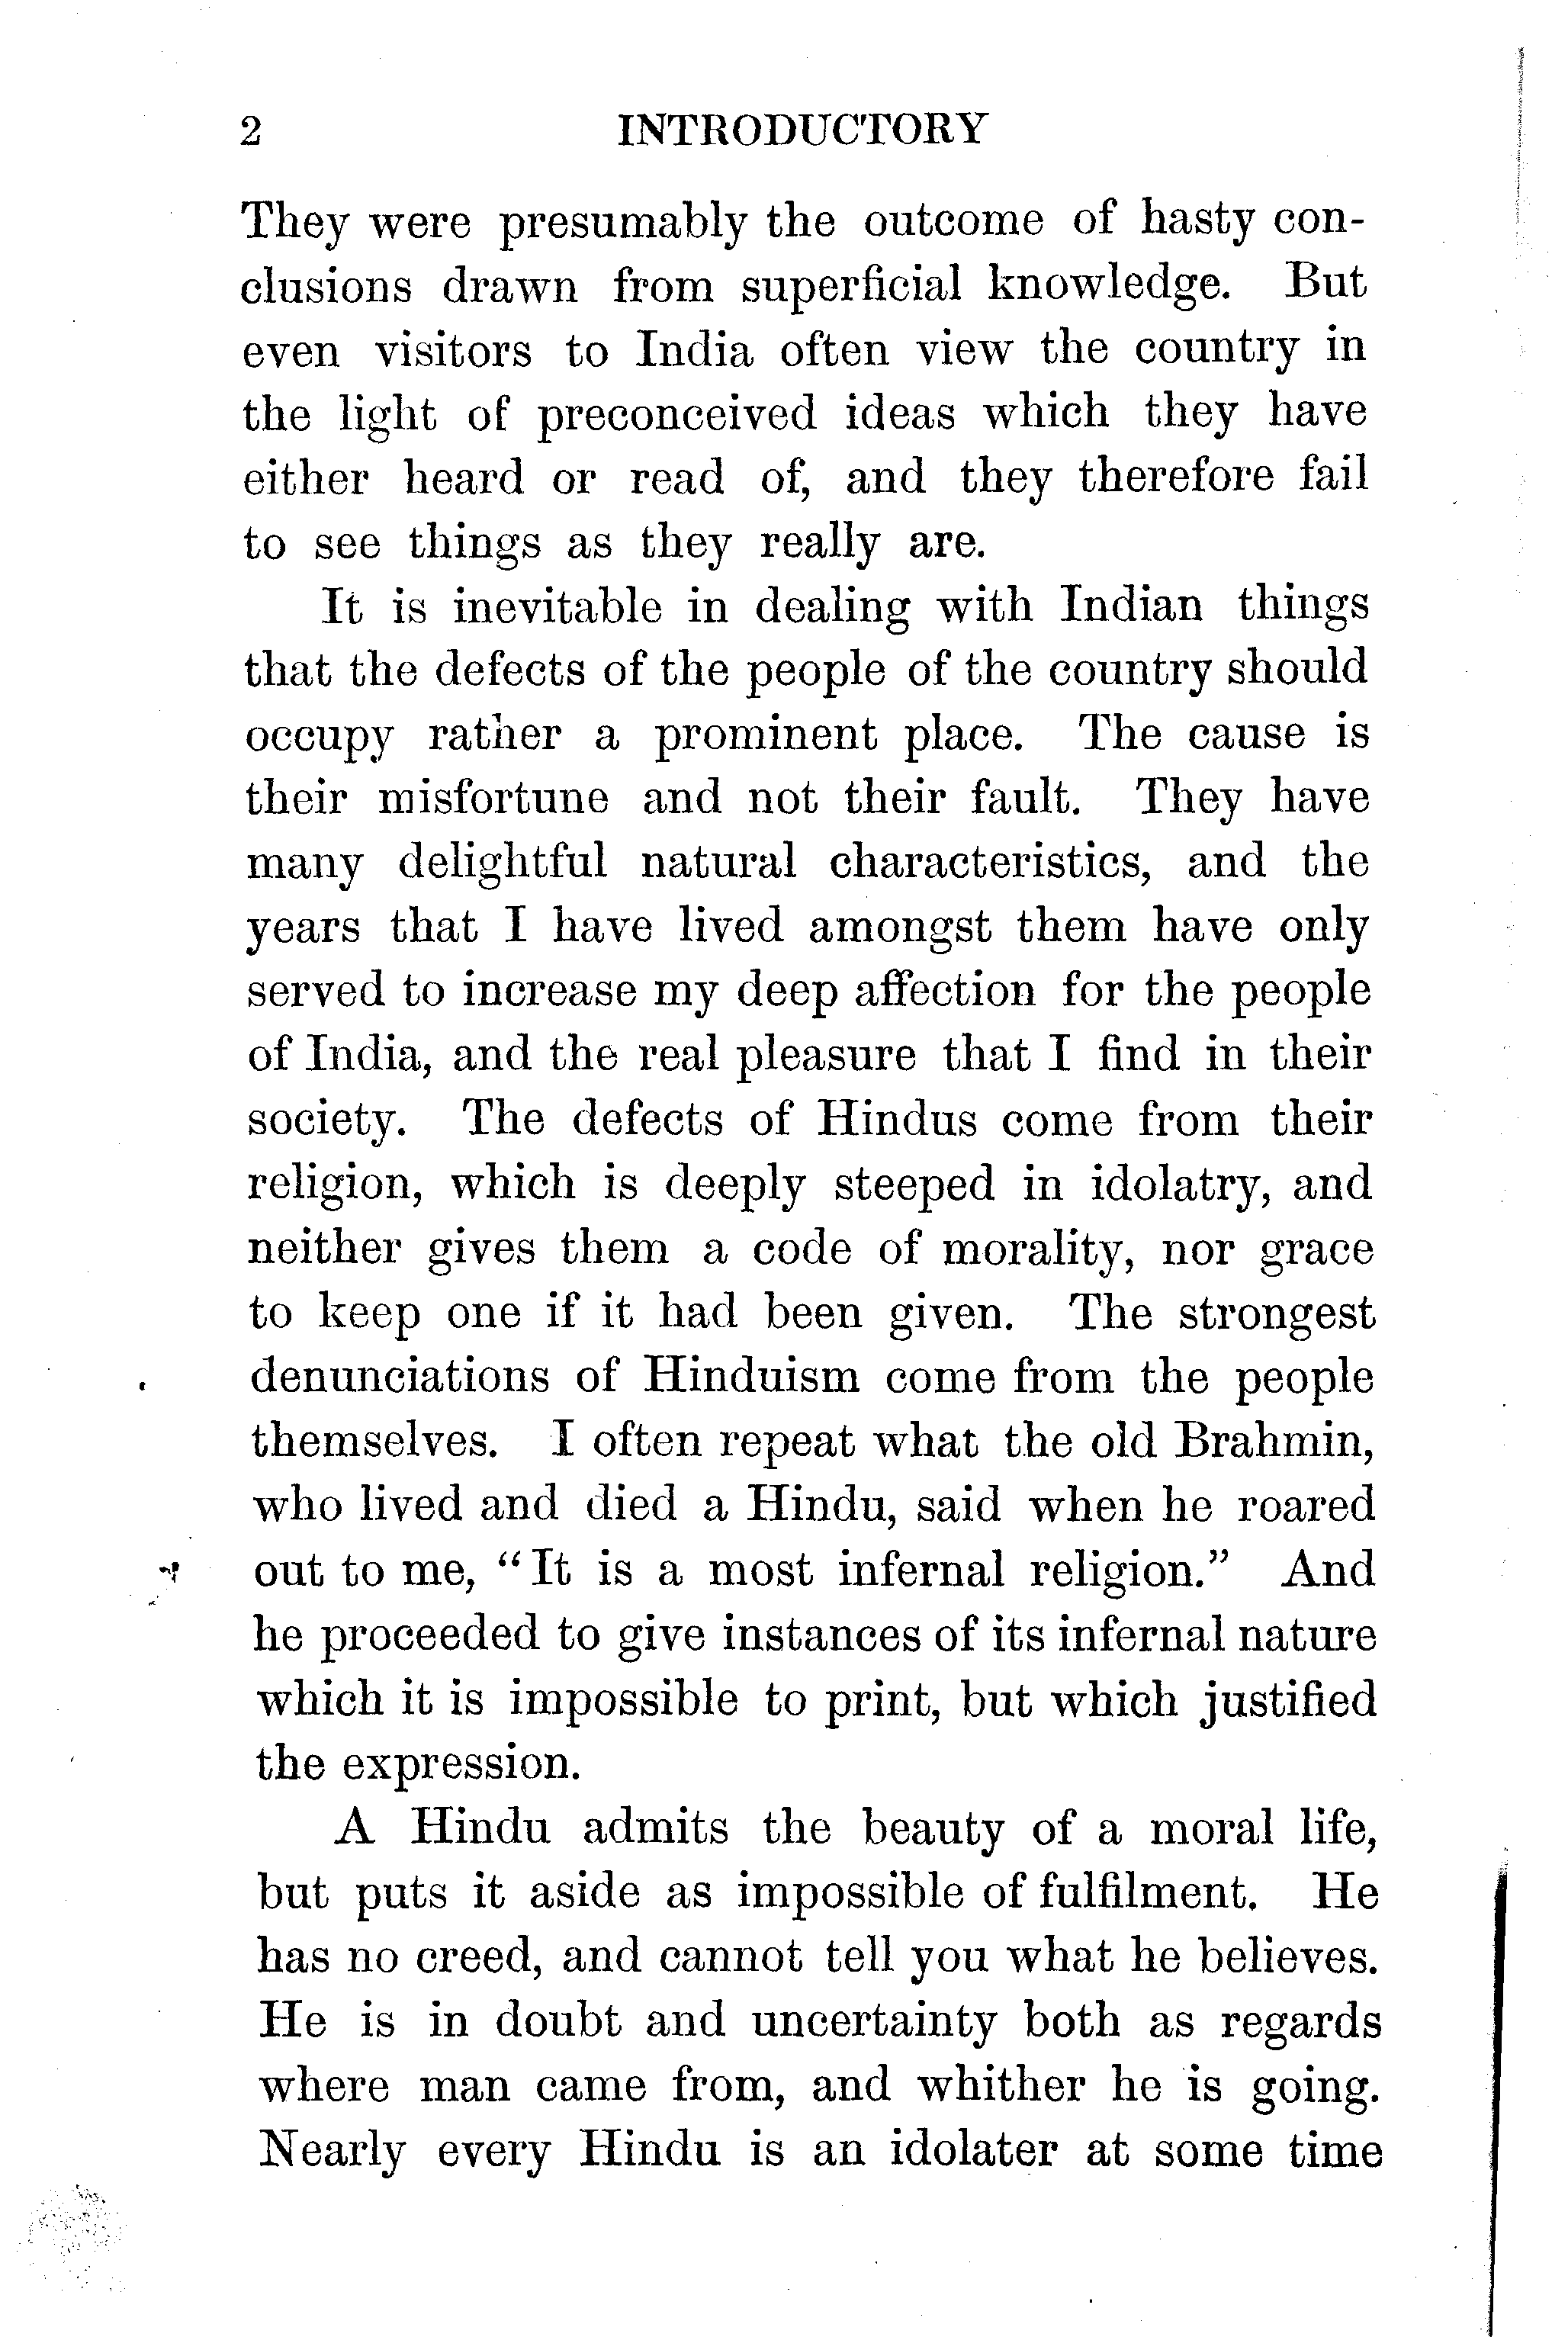 2 INTRODUCTORY
They were presumably the outcome of hasty con-
clusions drawn from superficial knowledge. But
even visitors to India often view the country in
the light of preconceived ideas which they have
either heard or read of, and they therefore fail
to see things as they really are.
It is inevitable in dealing with Indian things
that the defects of the people of the country should
occupy rather a prominent place. The cause is
their misfortune and not their fault. They have
many delightful natural characteristics, and the
years that I have lived amongst them have only
served to increase my deep affection for the people
of India, and the real pleasure that I find in their
society. The defects of Hindus come from their
religion, which is deeply steeped in idolatry, and
neither gives them a code of morality, nor grace
to keep one if it had been given. The strongest
denunciations of Hinduism come from the people
themselves. I often repeat what the old Brahmin,
who lived and died a Hindu, said when he roared
out to me, “It is a most infernal religion.” And
he proceeded to give instances of its infernal nature
which it is impossible to print, but which justified
the expression.
A Hindu admits the beauty of a moral life,
but puts it aside as impossible of fulfilment. He
has no creed, and cannot tell you what he believes.
He is in doubt and uncertainty both as regards
where man came from, and whither he is going.
Nearly every Hindu is an idolater at some time